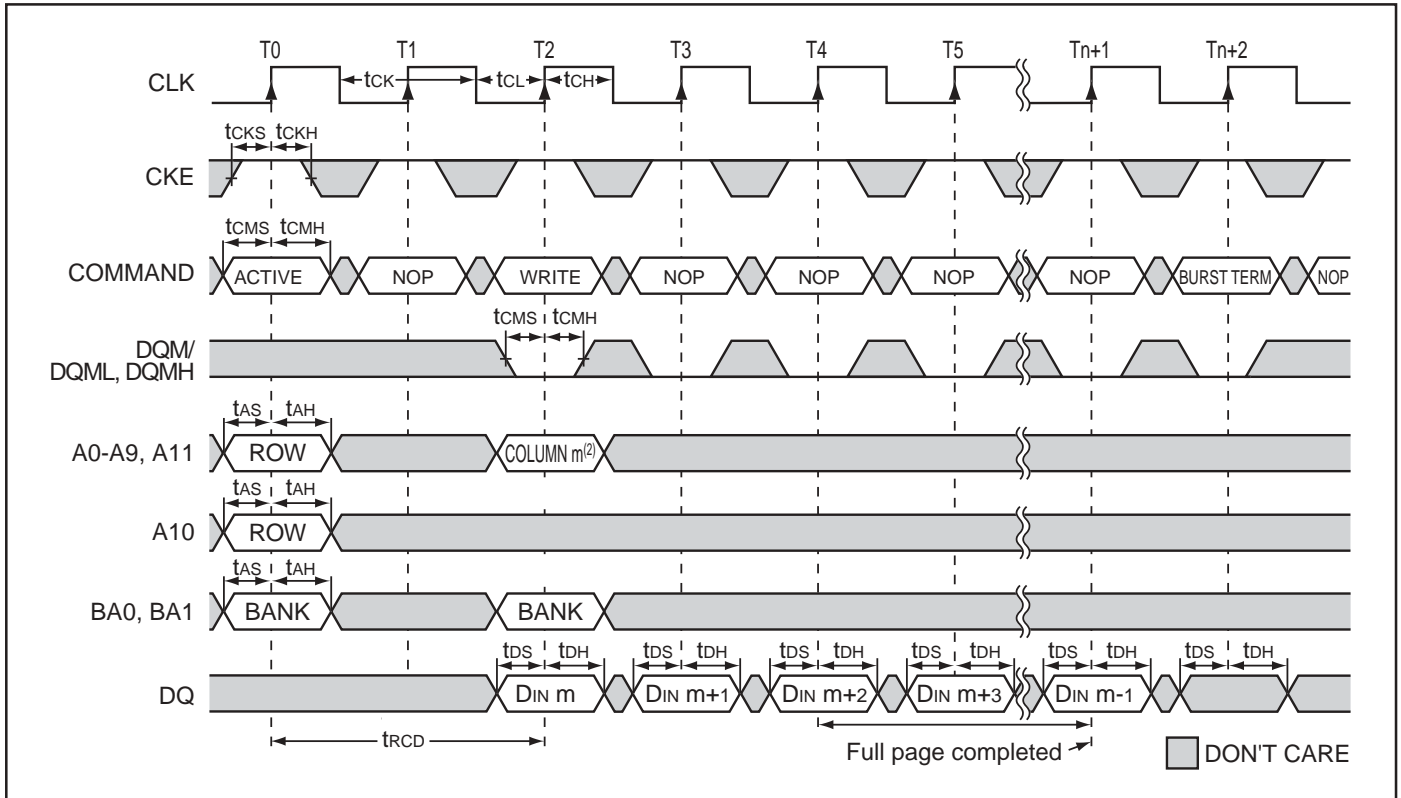 T0 T1 T2 T3 T4 T5 Tn+1 Tn+2
CLK
tCK tCL tCH
tCKS tCKH
CKE
tCMS tCMH
COMMAND ACTIVE NOP WRITE NOP NOP NOP NOP BURST TERM NOP
tCMS tCMH
DQM/
DQML, DQMH
tAS tAH
A0-A9, A11 ROW COLUMN m(2)
tAS tAH
A10 ROW
tAS tAH
BA0, BA1 BANK BANK
tDS tDH tDS tDH tDS tDH tDS tDH tDS tDH tDS tDH
DQ DIN m DIN m+1 DIN m+2 DIN m+3 DIN m-1
tRCD
Full page completed
DON'T CARE